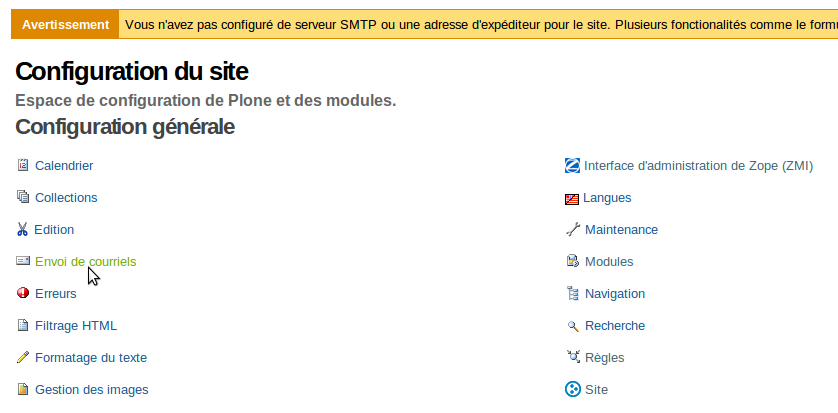 Avertissement Vous n'avez pas configuré de serveur SMTP ou une adresse d'expéditeur pour le site. Plusieurs fonctionalités comme le
Configuration du site
Espace de configuration de Plone et des modules.
Configuration générale
Calendrier
Collections
Edition
Envoi de courriels
Erreurs
Filtrage HTML
Formatage du texte
Gestion des images
Interface d'administration de Zope (ZMI)
Langues
Maintenance
Modules
Navigation
Recherche
Règles
Site